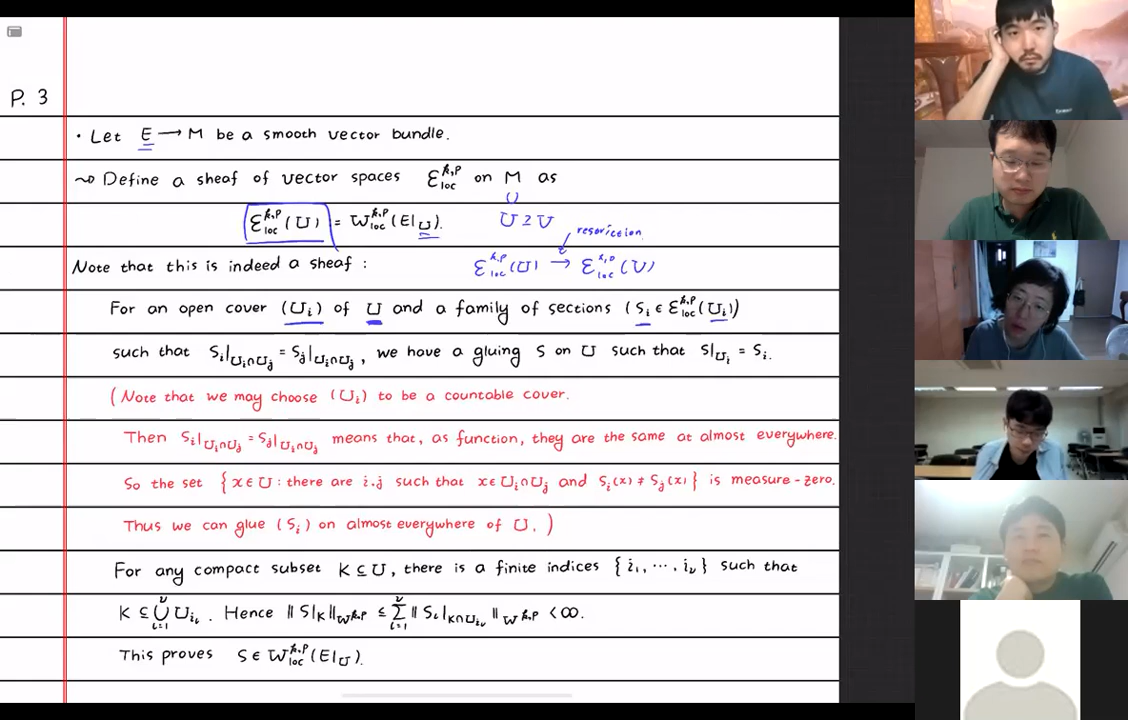 P. 3
· Let E → M be a smooth vector bundle.
⇝ Define a sheaf of vector spaces ℰ^{k,p}_{loc} on M as
ℰ^{k,p}_{loc}(U) = W^{k,p}_{loc}(E|_U). U ⊇ V
restriction
Note that this is indeed a sheaf : ℰ^{k,p}_{loc}(U) → ℰ^{k,p}_{loc}(V)
For an open cover (U_i) of U and a family of sections (S_i ∈ ℰ^{k,p}_{loc}(U_i))
such that S_i|_{U_i∩U_j} = S_j|_{U_i∩U_j}, we have a gluing S on U such that S|_{U_i} = S_i.
(Note that we may choose (U_i) to be a countable cover.
Then S_i|_{U_i∩U_j} = S_j|_{U_i∩U_j} means that, as function, they are the same at almost everywhere.
So the set {x ∈ U : there are i.j such that x ∈ U_i∩U_j and S_i(x) ≠ S_j(x)} is measure-zero.
Thus we can glue (S_i) on almost everywhere of U. )
For any compact subset K ⊆ U, there is a finite indices {i_1, ⋯, i_ν} such that
K ⊆ ⋃_{ι=1}^{ν} U_{i_ι}. Hence ‖S|_K‖_{W^{k,p}} ≤ Σ_{ι=1}^{ν} ‖S_ι|_{K∩U_{i_ν}}‖_{W^{k,p}} < ∞.
This proves S ∈ W^{k,p}_{loc}(E|_U).